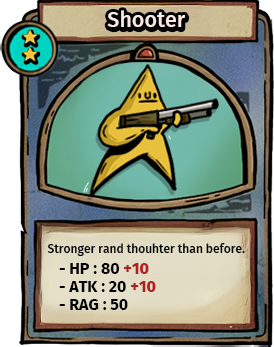 Shooter
Stronger rand thouhter than before.
- HP : 80 +10
- ATK : 20 +10
- RAG : 50